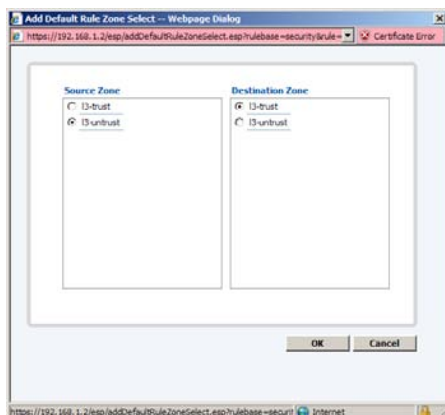 Add Default Rule Zone Select -- Webpage Dialog
https://192.168.1.2/esp/addDefaultRuleZoneSelect.esp?rulebase=security&rule= Certificate Error
Source Zone Destination Zone
l3-trust l3-trust
l3-untrust l3-untrust
OK Cancel
https://192.168.1.2/esp/addDefaultRuleZoneSelect.esp?rulebase=securit Internet